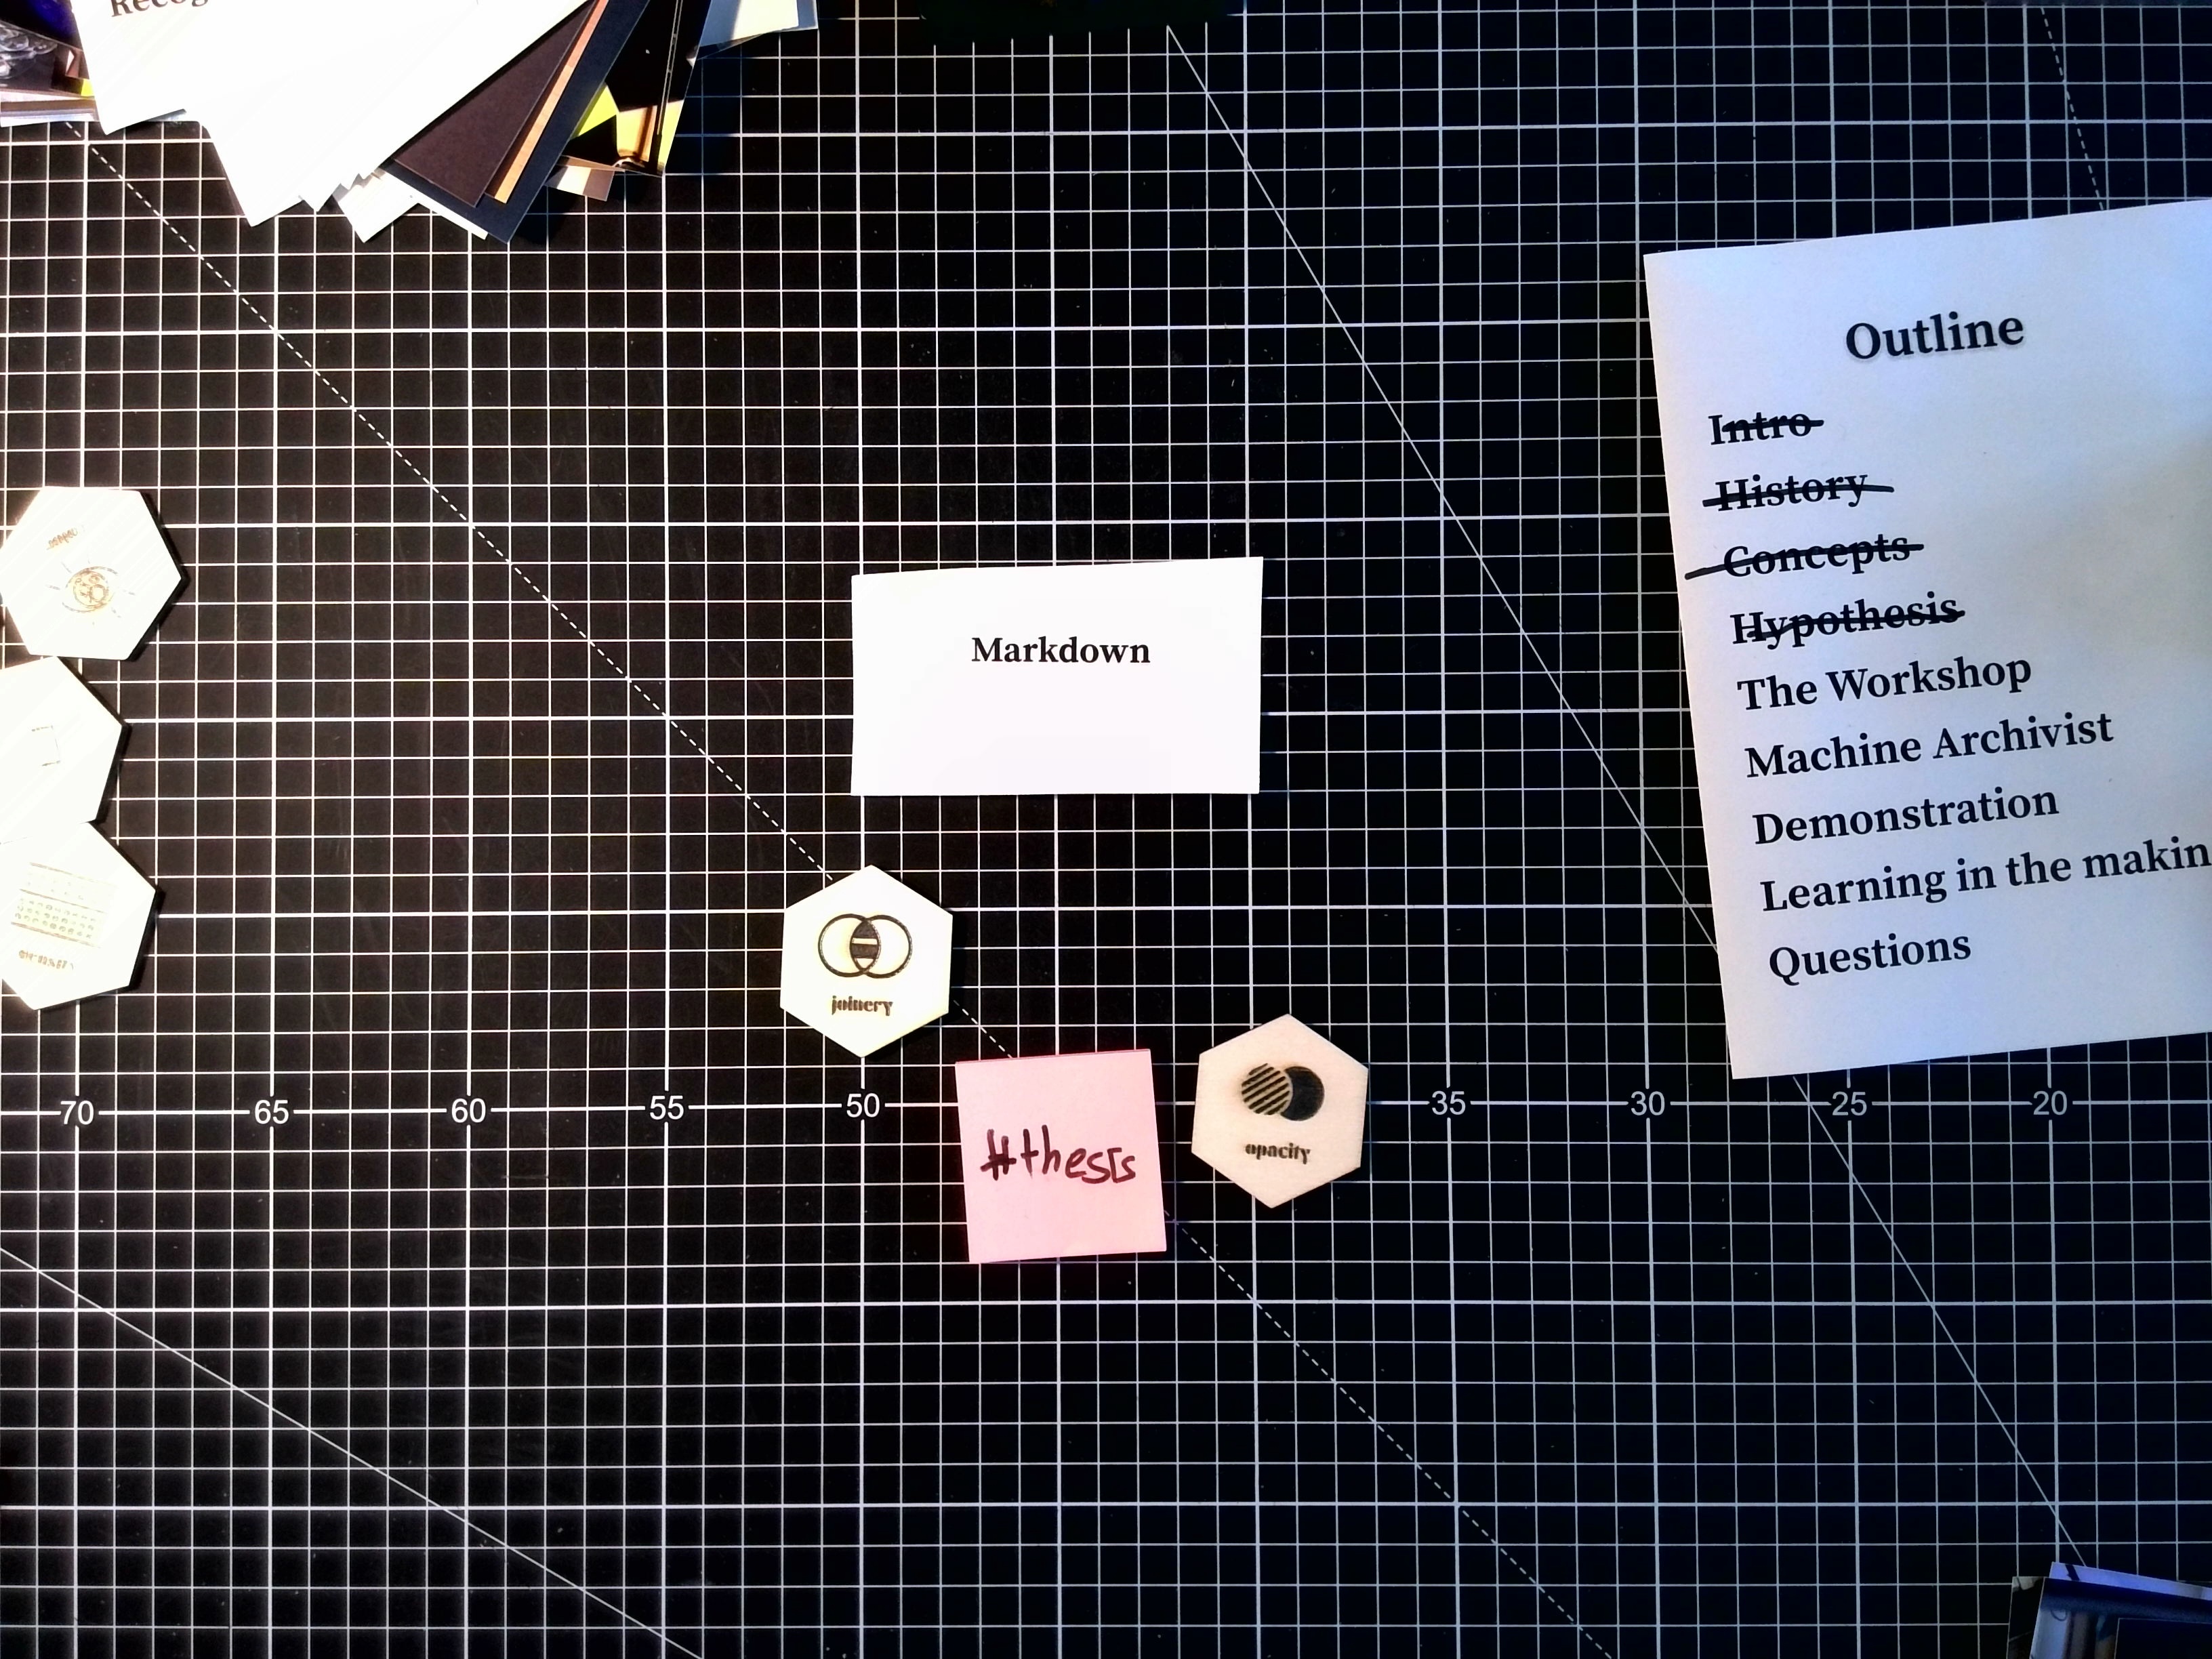 Outline
Intro
History
Concepts
Hypothesis
The Workshop
Machine Archivist
Demonstration
Learning in the makin
Questions
Markdown
joinery
#thesis
opacity
70
65
60
55
50
35
30
25
20